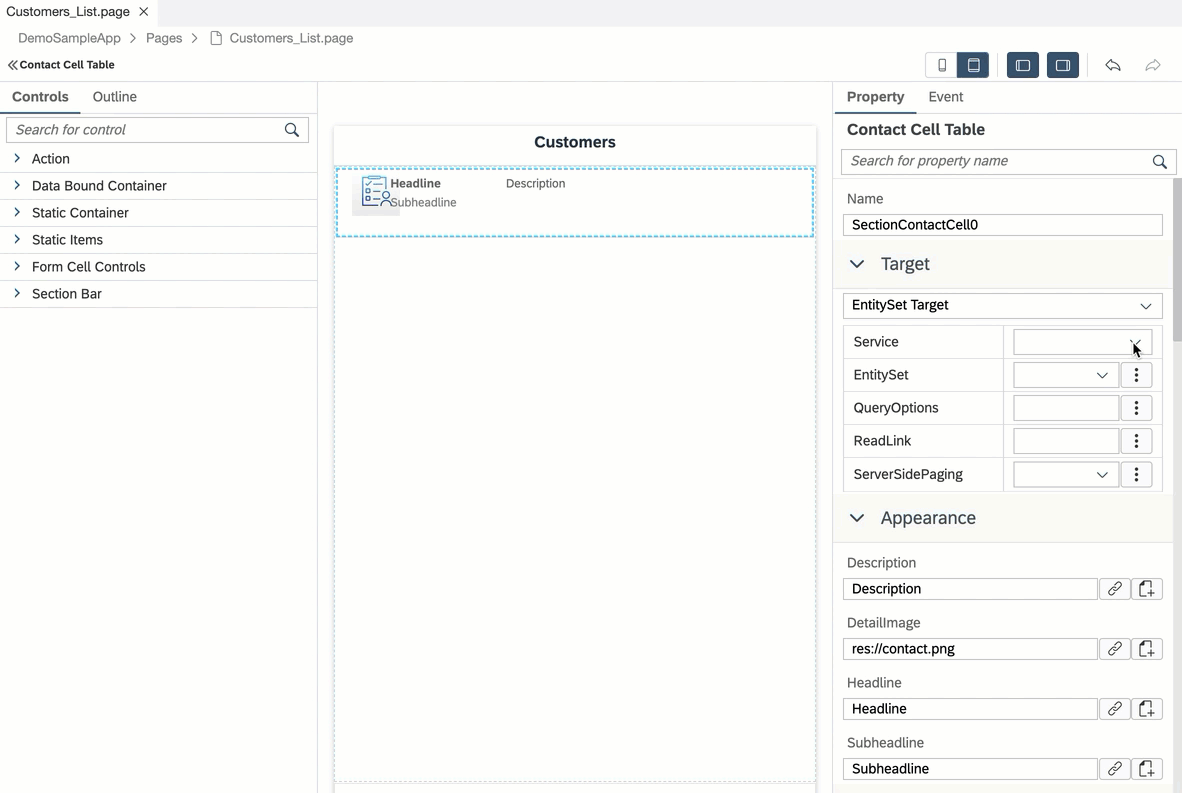 Customers_List.page
DemoSampleApp > Pages > Customers_List.page
Contact Cell Table
Controls Outline
Search for control
Action
Data Bound Container
Static Container
Static Items
Form Cell Controls
Section Bar
Customers
Headline Description
Subheadline
Property Event
Contact Cell Table
Search for property name
Name
SectionContactCell0
Target
EntitySet Target
Service
EntitySet
QueryOptions
ReadLink
ServerSidePaging
Appearance
Description
Description
DetailImage
res://contact.png
Headline
Headline
Subheadline
Subheadline